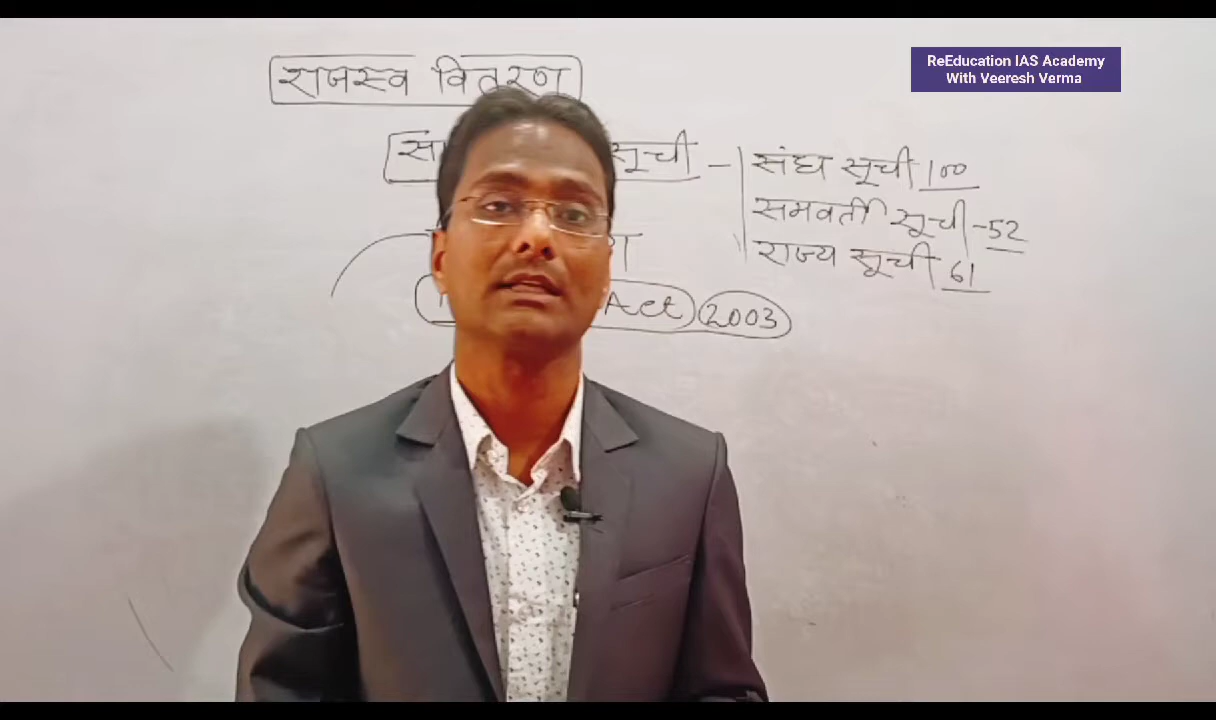 ReEducation IAS Academy
With Veeresh Verma
राजस्व वितरण
सूची
संघ सूची 100
समवर्ती सूची - 52
राज्य सूची 61
Act 2003